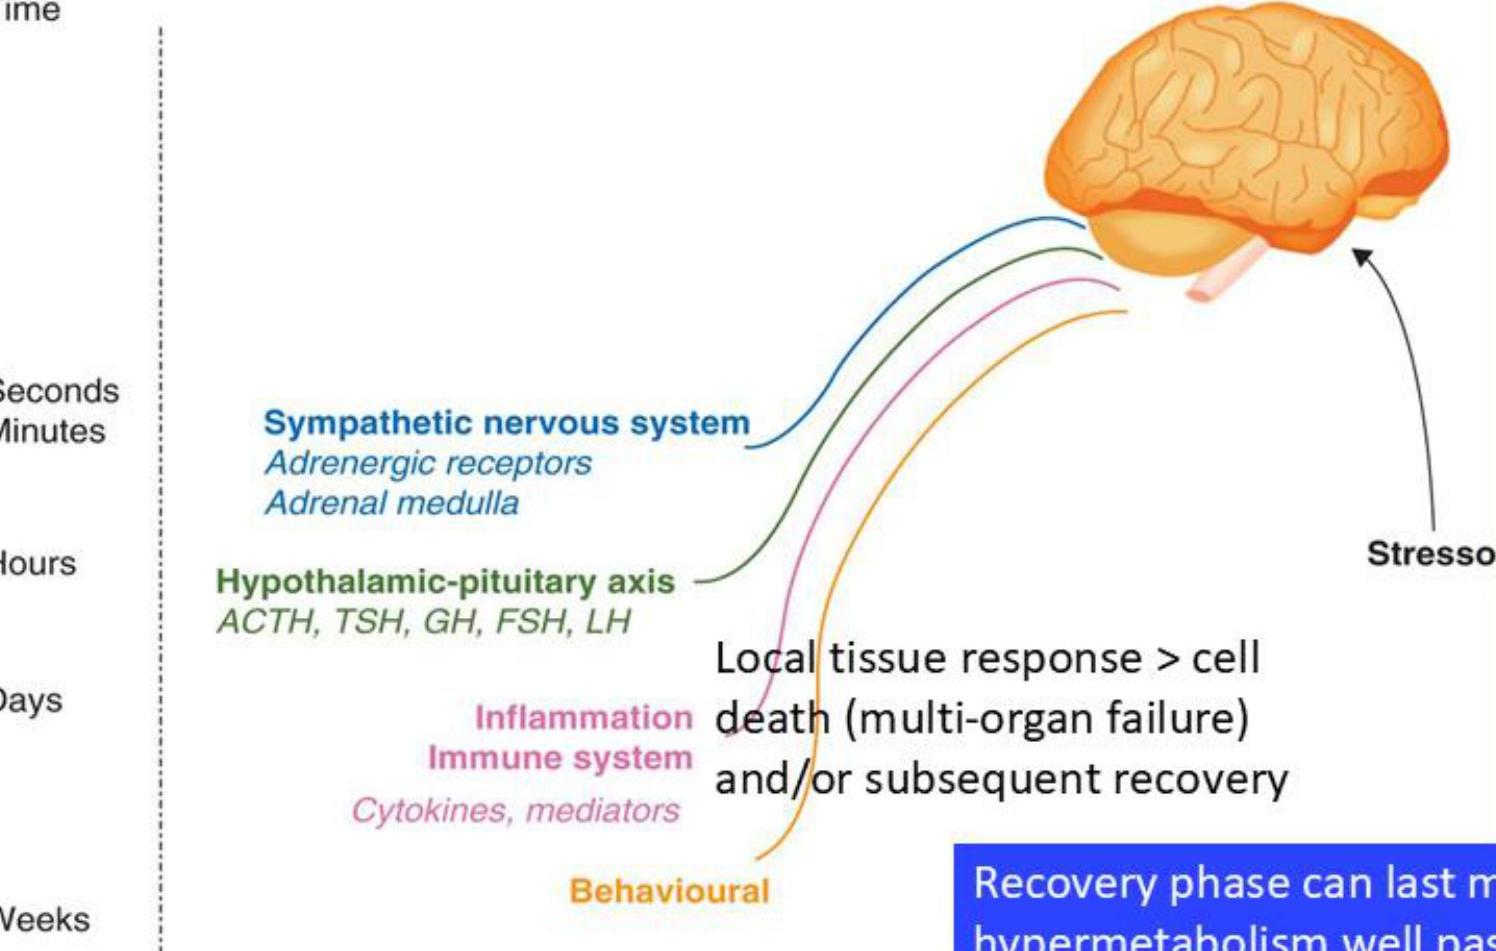 ime
Seconds
Minutes
Sympathetic nervous system
Adrenergic receptors
Adrenal medulla
Hours
Hypothalamic-pituitary axis
ACTH, TSH, GH, FSH, LH
Stresso
Local tissue response > cell
death (multi-organ failure)
and/or subsequent recovery
Days
Inflammation
Immune system
Cytokines, mediators
Behavioural
Weeks
Recovery phase can last m
hypermetabolism well pas